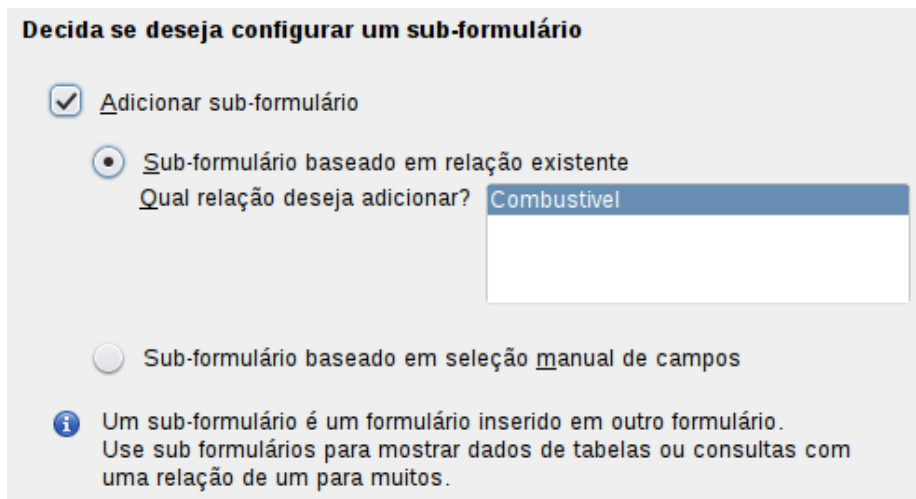 Decida se deseja configurar um sub-formulário
Adicionar sub-formulário
Sub-formulário baseado em relação existente
Qual relação deseja adicionar? Combustivel
Sub-formulário baseado em seleção manual de campos
Um sub-formulário é um formulário inserido em outro formulário.
Use sub formulários para mostrar dados de tabelas ou consultas com
uma relação de um para muitos.